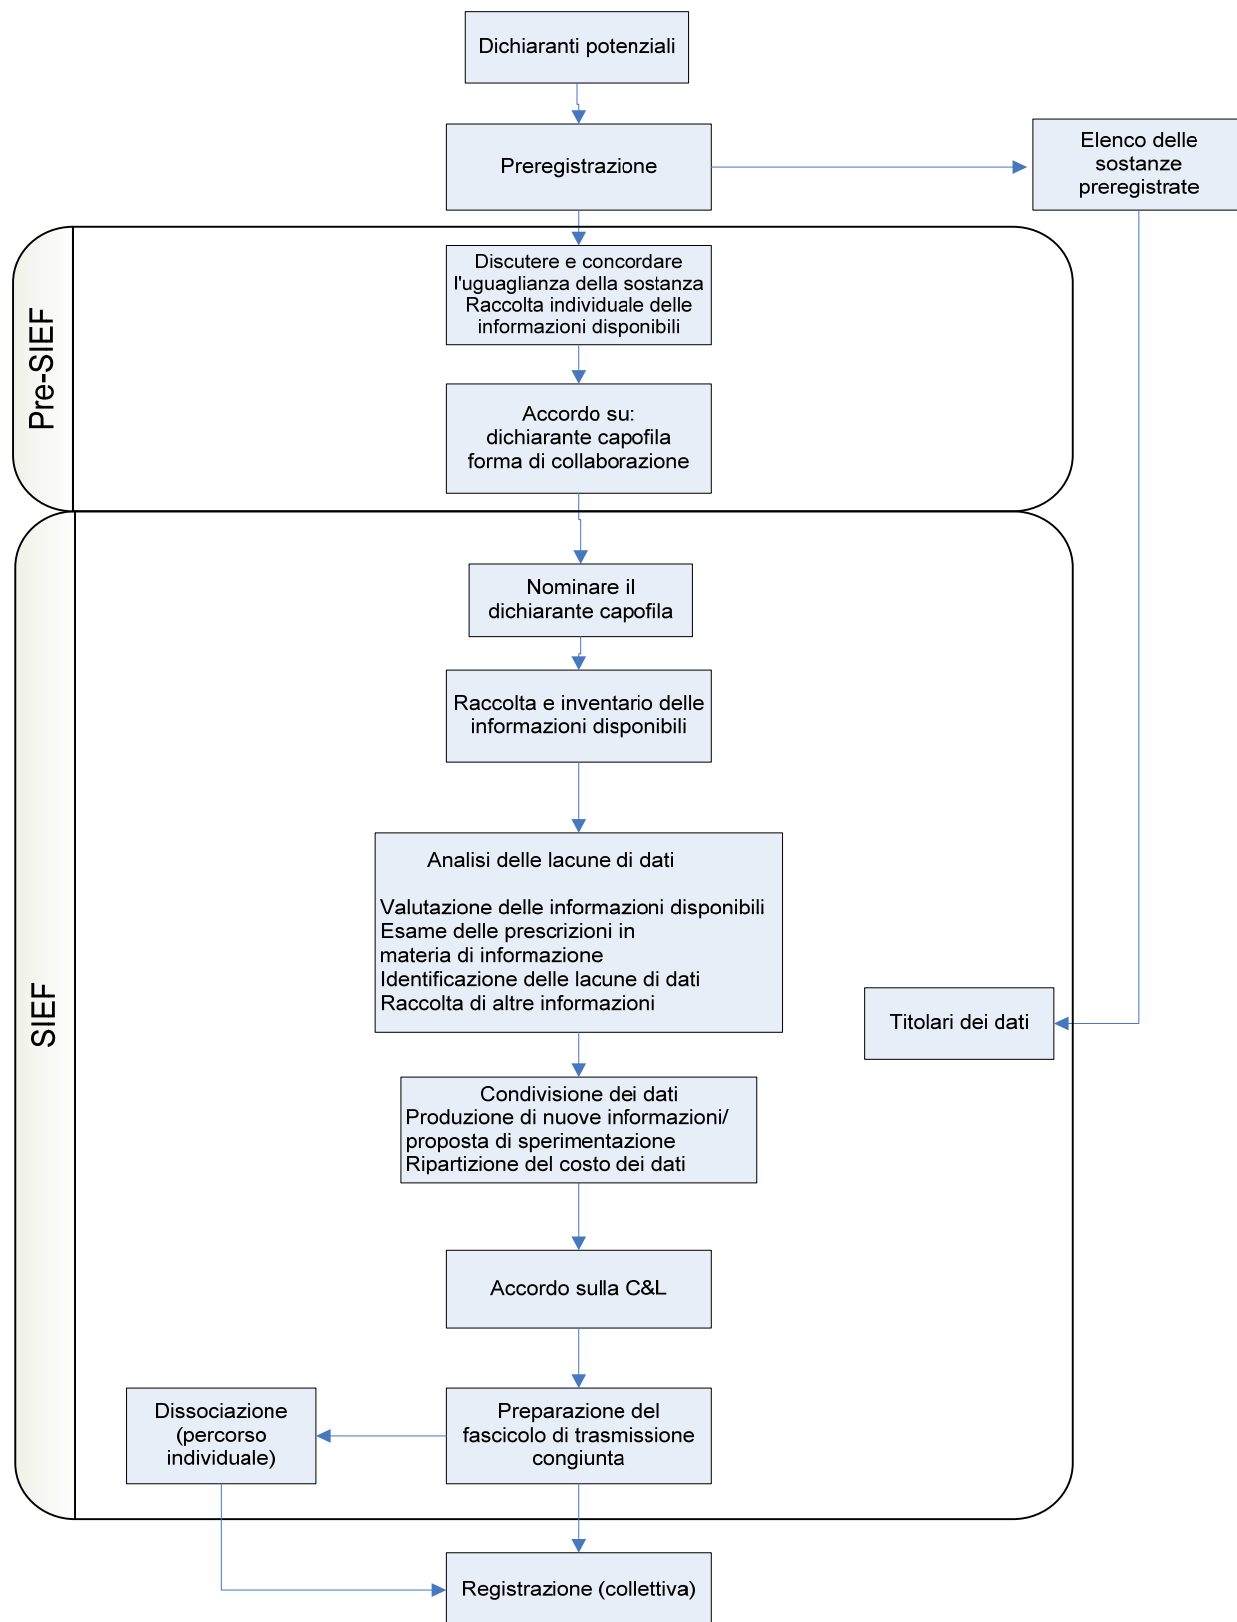 Dichiaranti potenziali
Preregistrazione
Elenco delle
sostanze
preregistrate
Pre-SIEF
Discutere e concordare
l'uguaglianza della sostanza
Raccolta individuale delle
informazioni disponibili
Accordo su:
dichiarante capofila
forma di collaborazione
SIEF
Nominare il
dichiarante capofila
Raccolta e inventario delle
informazioni disponibili
Analisi delle lacune di dati
Valutazione delle informazioni disponibili
Esame delle prescrizioni in
materia di informazione
Identificazione delle lacune di dati
Raccolta di altre informazioni
Titolari dei dati
Condivisione dei dati
Produzione di nuove informazioni/
proposta di sperimentazione
Ripartizione del costo dei dati
Accordo sulla C&L
Dissociazione
(percorso
individuale)
Preparazione del
fascicolo di trasmissione
congiunta
Registrazione (collettiva)